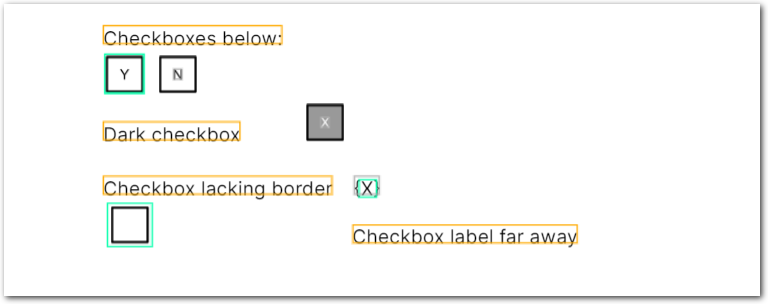 Checkboxes below:
Y N
X
Dark checkbox
Checkbox lacking border {X}
Checkbox label far away